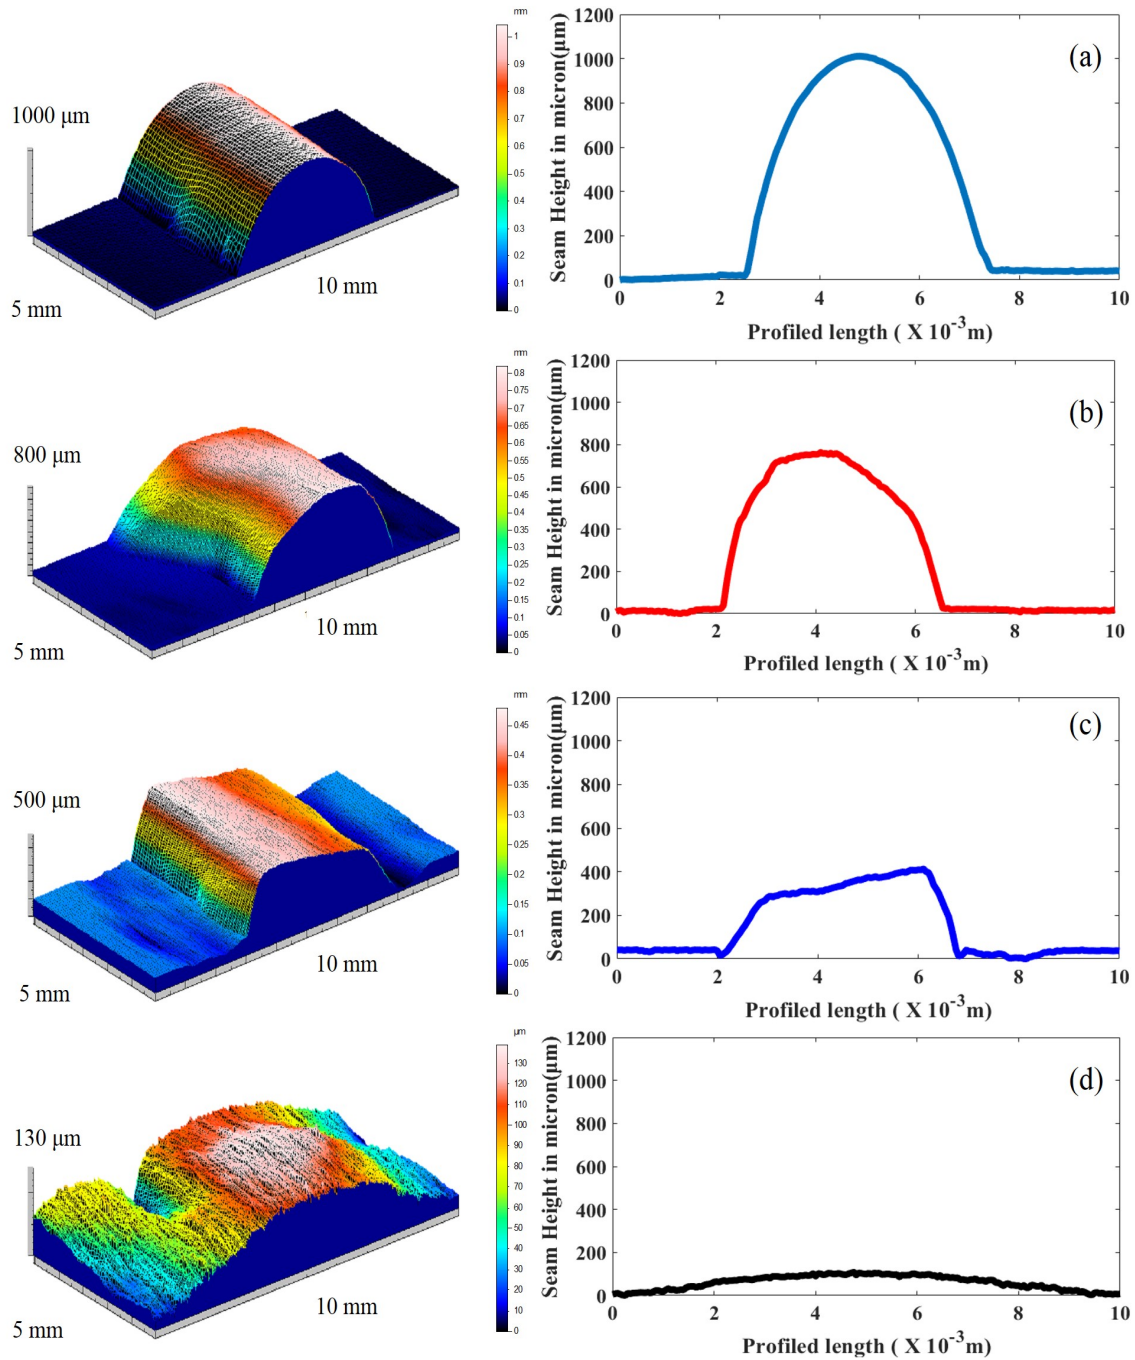 mm
1
0.9
0.8
0.7
0.6
0.5
0.4
0.3
0.2
0.1
0
1000 μm
5 mm
10 mm
1200
1000
800
600
400
200
0
Seam Height in micron(μm)
(a)
0 2 4 6 8 10
Profiled length ( X 10-3m)
mm
0.8
0.75
0.7
0.65
0.6
0.55
0.5
0.45
0.4
0.35
0.3
0.25
0.2
0.15
0.1
0.05
0
800 μm
5 mm
10 mm
1200
1000
800
600
400
200
0
Seam Height in micron(μm)
(b)
0 2 4 6 8 10
Profiled length ( X 10-3m)
mm
0.45
0.4
0.35
0.3
0.25
0.2
0.15
0.1
0.05
0
500 μm
5 mm
10 mm
1200
1000
800
600
400
200
0
Seam Height in micron(μm)
(c)
0 2 4 6 8 10
Profiled length ( X 10-3m)
μm
130
120
110
100
90
80
70
60
50
40
30
20
10
0
130 μm
5 mm
10 mm
1200
1000
800
600
400
200
0
Seam Height in micron(μm)
(d)
0 2 4 6 8 10
Profiled length ( X 10-3m)